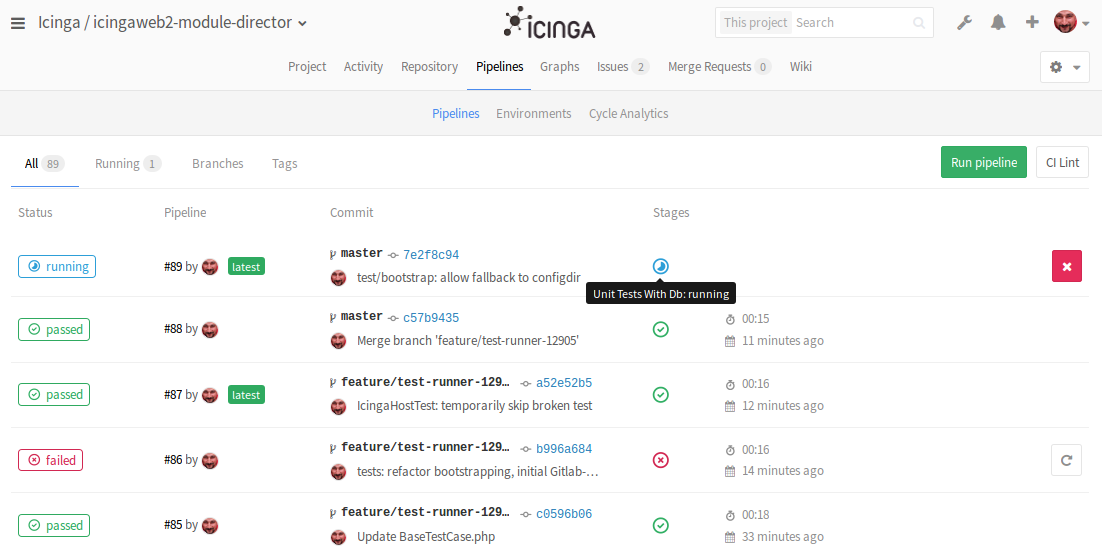 Icinga / icingaweb2-module-director
ICINGA
This project Search
Project Activity Repository Pipelines Graphs Issues 2 Merge Requests 0 Wiki
Pipelines Environments Cycle Analytics
All 89 Running 1 Branches Tags Run pipeline CI Lint
Status Pipeline Commit Stages
running #89 by latest master 7e2f8c94
test/bootstrap: allow fallback to configdir
Unit Tests With Db: running
passed #88 by master c57b9435 00:15
Merge branch 'feature/test-runner-12905' 11 minutes ago
passed #87 by latest feature/test-runner-129… a52e52b5 00:16
IcingaHostTest: temporarily skip broken test 12 minutes ago
failed #86 by feature/test-runner-129… b996a684 00:16
tests: refactor bootstrapping, initial Gitlab-… 14 minutes ago
passed #85 by feature/test-runner-129… c0596b06 00:18
Update BaseTestCase.php 33 minutes ago